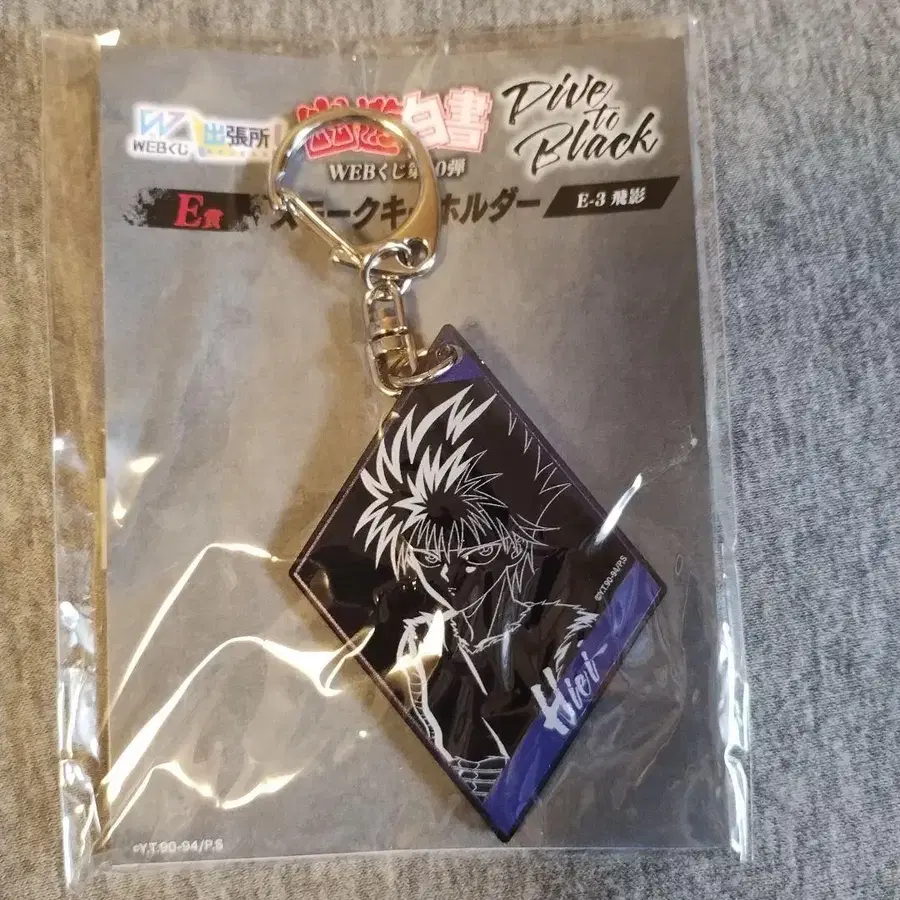 WEBくじ
出張所
幽遊白書
Dive
to
Black
WEBくじ第 0弾
E賞
スモークキーホルダー
E-3 飛影
©Y.T.90-94/P.S
Hiei
©Y.T.90-94/P.S